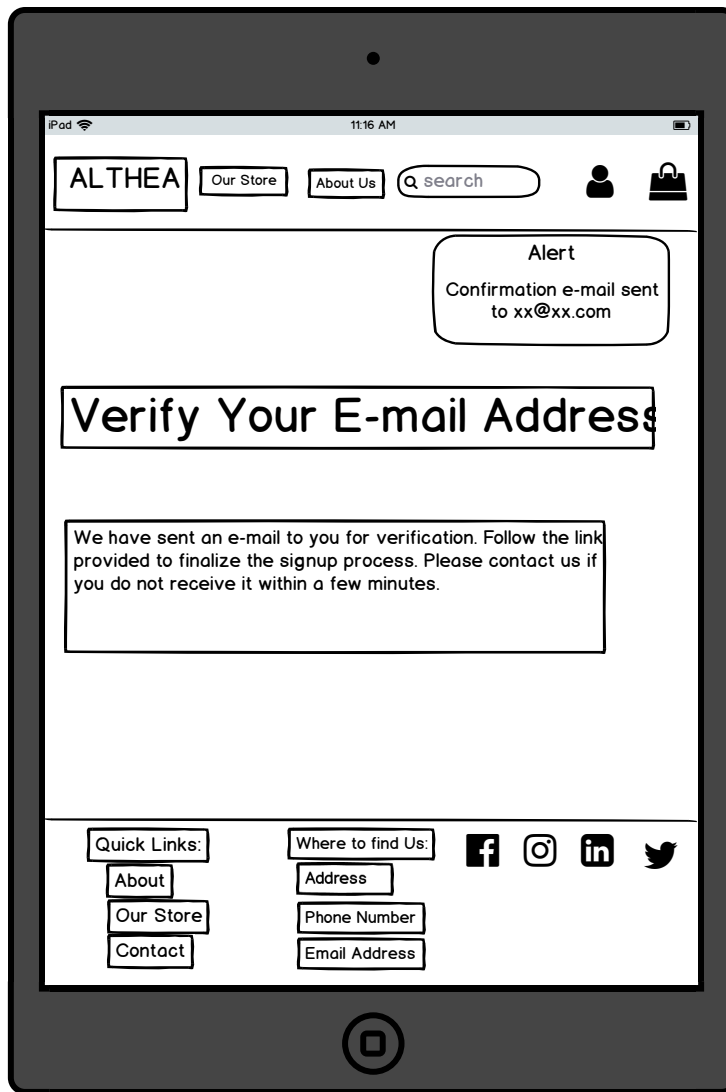 iPad
11:16 AM
ALTHEA
Our Store
About Us
search
Alert
Confirmation e-mail sent
to xx@xx.com
Verify Your E-mail Address
We have sent an e-mail to you for verification. Follow the link
provided to finalize the signup process. Please contact us if
you do not receive it within a few minutes.
Quick Links:
About
Our Store
Contact
Where to find Us:
Address
Phone Number
Email Address